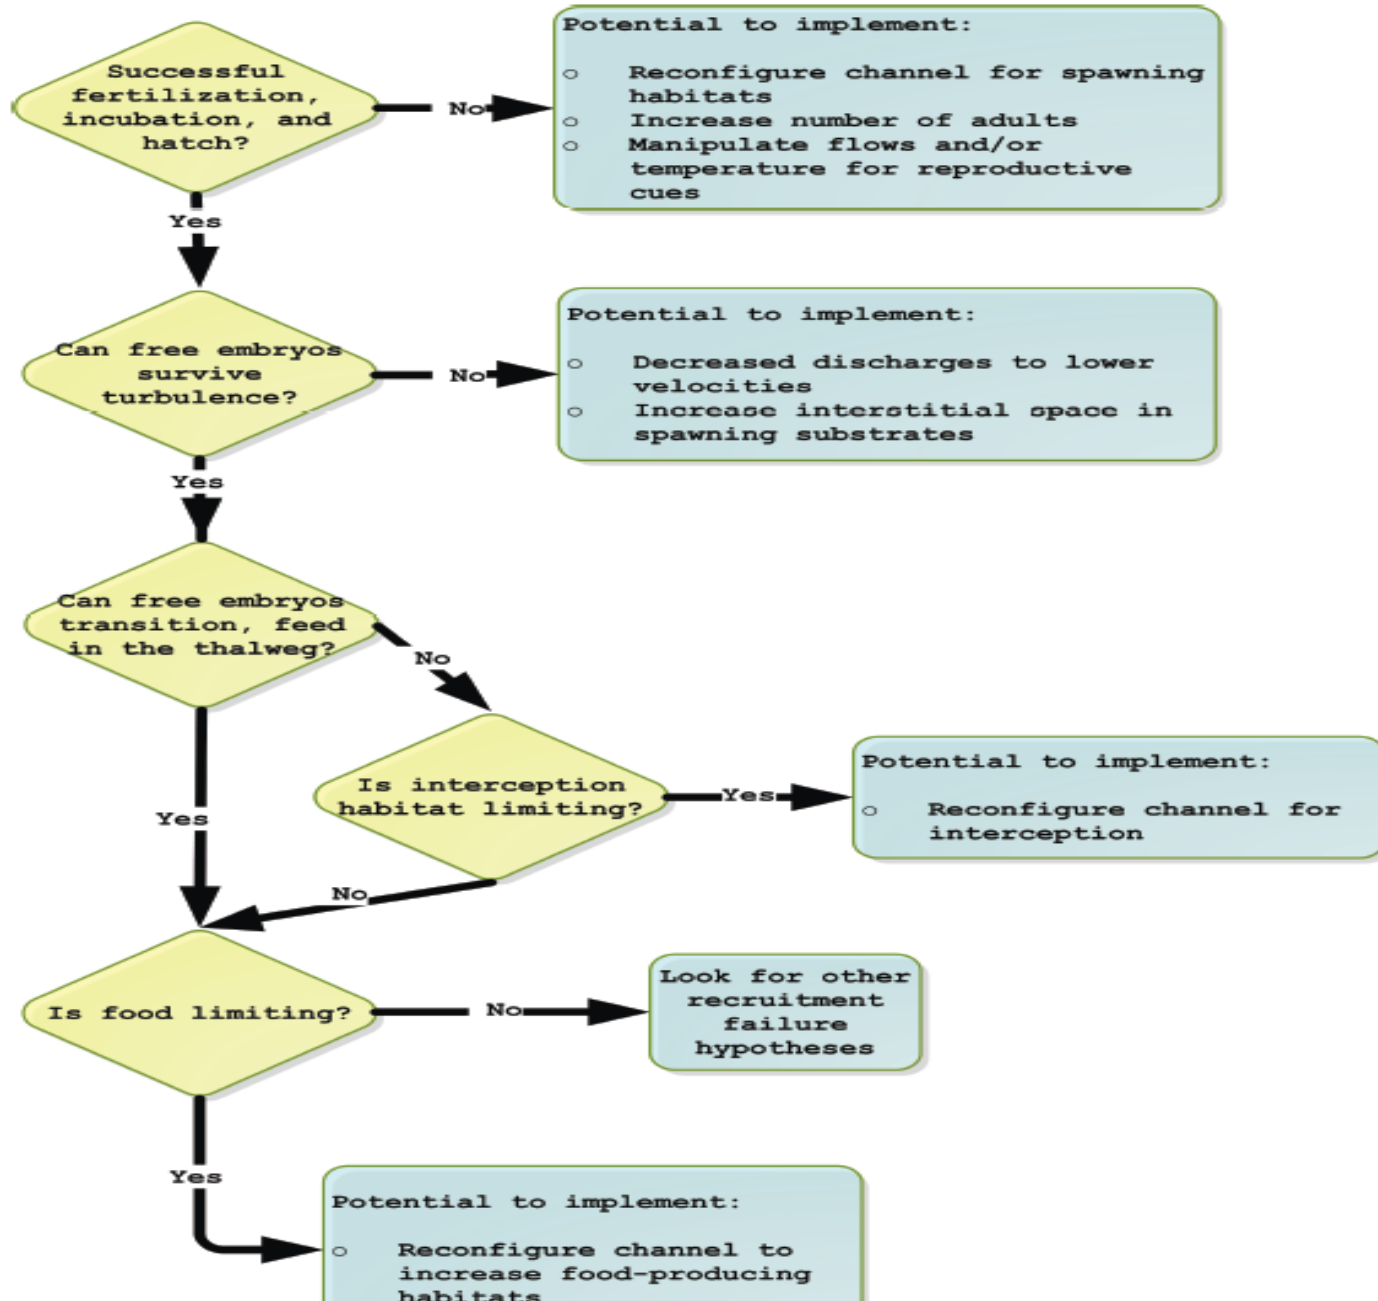 Successful
fertilization,
incubation, and
hatch?
No
Potential to implement:
○ Reconfigure channel for spawning
habitats
○ Increase number of adults
○ Manipulate flows and/or
temperature for reproductive
cues
Yes
Can free embryos
survive
turbulence?
No
Potential to implement:
○ Decreased discharges to lower
velocities
○ Increase interstitial space in
spawning substrates
Yes
Can free embryos
transition, feed
in the thalweg?
No
Is interception
habitat limiting?
Yes
Potential to implement:
○ Reconfigure channel for
interception
Yes
No
Is food limiting?
No
Look for other
recruitment
failure
hypotheses
Yes
Potential to implement:
○ Reconfigure channel to
increase food-producing
habitats